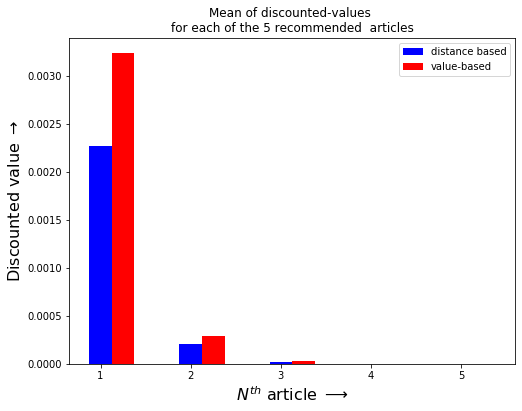 Mean of discounted-values
for each of the 5 recommended  articles
distance based
value-based
Discounted value →
0.0030
0.0025
0.0020
0.0015
0.0010
0.0005
0.0000
1 2 3 4 5
N^{th} article ⟶